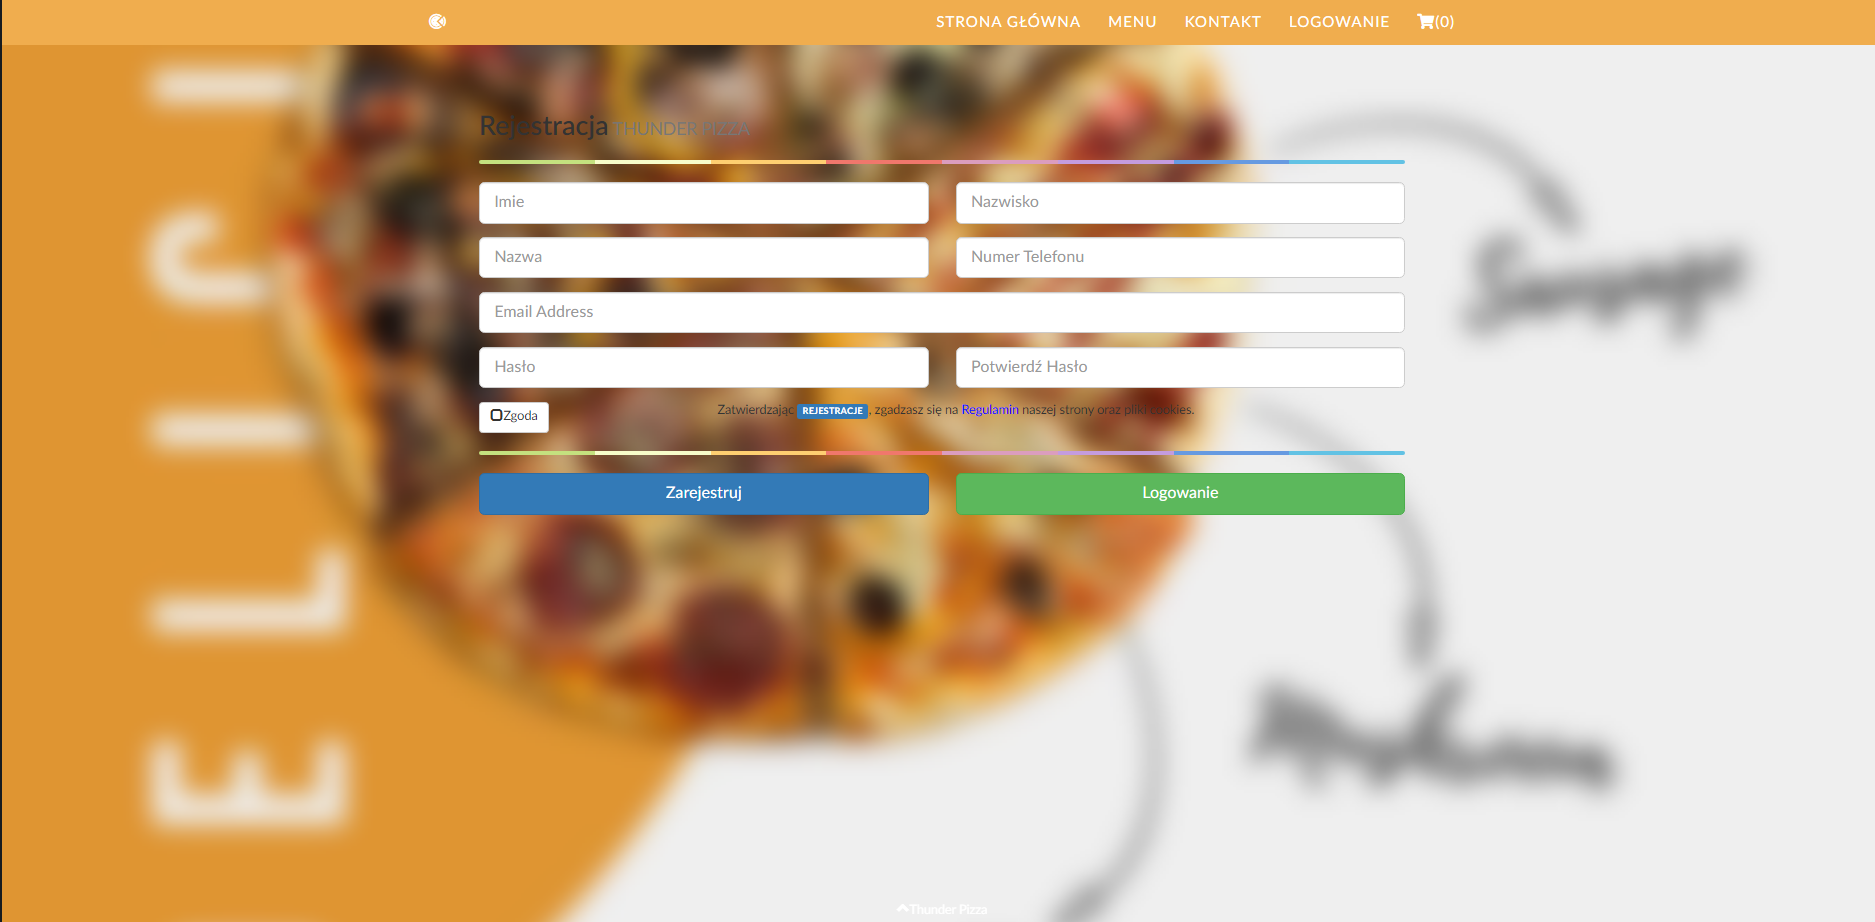 STRONA GŁÓWNA MENU KONTAKT LOGOWANIE (0)
Rejestracja THUNDER PIZZA
Imie Nazwisko
Nazwa Numer Telefonu
Email Address
Hasło Potwierdź Hasło
Zgoda Zatwierdzając REJESTRACJE, zgadzasz się na Regulamin naszej strony oraz pliki cookies.
Zarejestruj Logowanie
Thunder Pizza